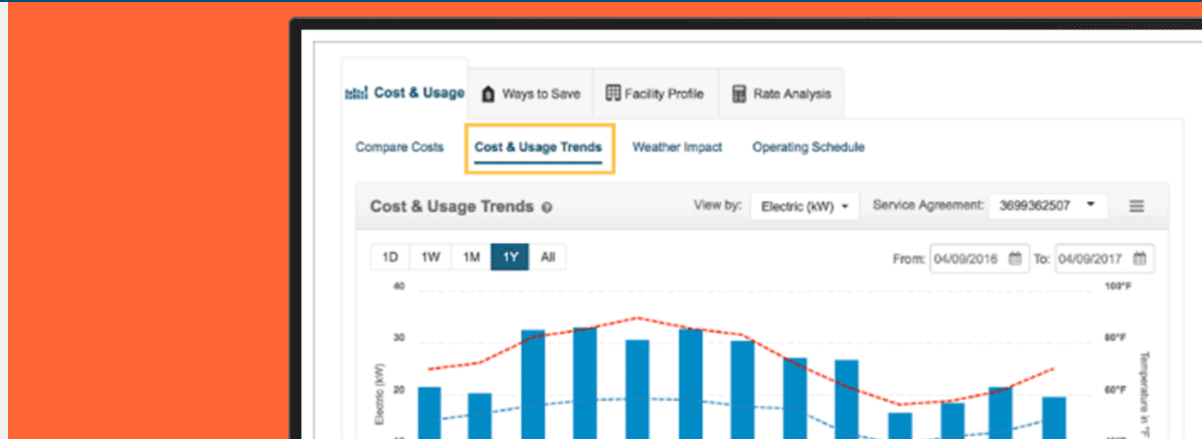 Cost & Usage Ways to Save Facility Profile Rate Analysis
Compare Costs Cost & Usage Trends Weather Impact Operating Schedule
Cost & Usage Trends View by: Electric (kW) Service Agreement: 3699362507
1D 1W 1M 1Y All From: 04/09/2016 To: 04/09/2017
40 100°F
30 80°F
20 60°F
Electric (kW)
Temperature in °F